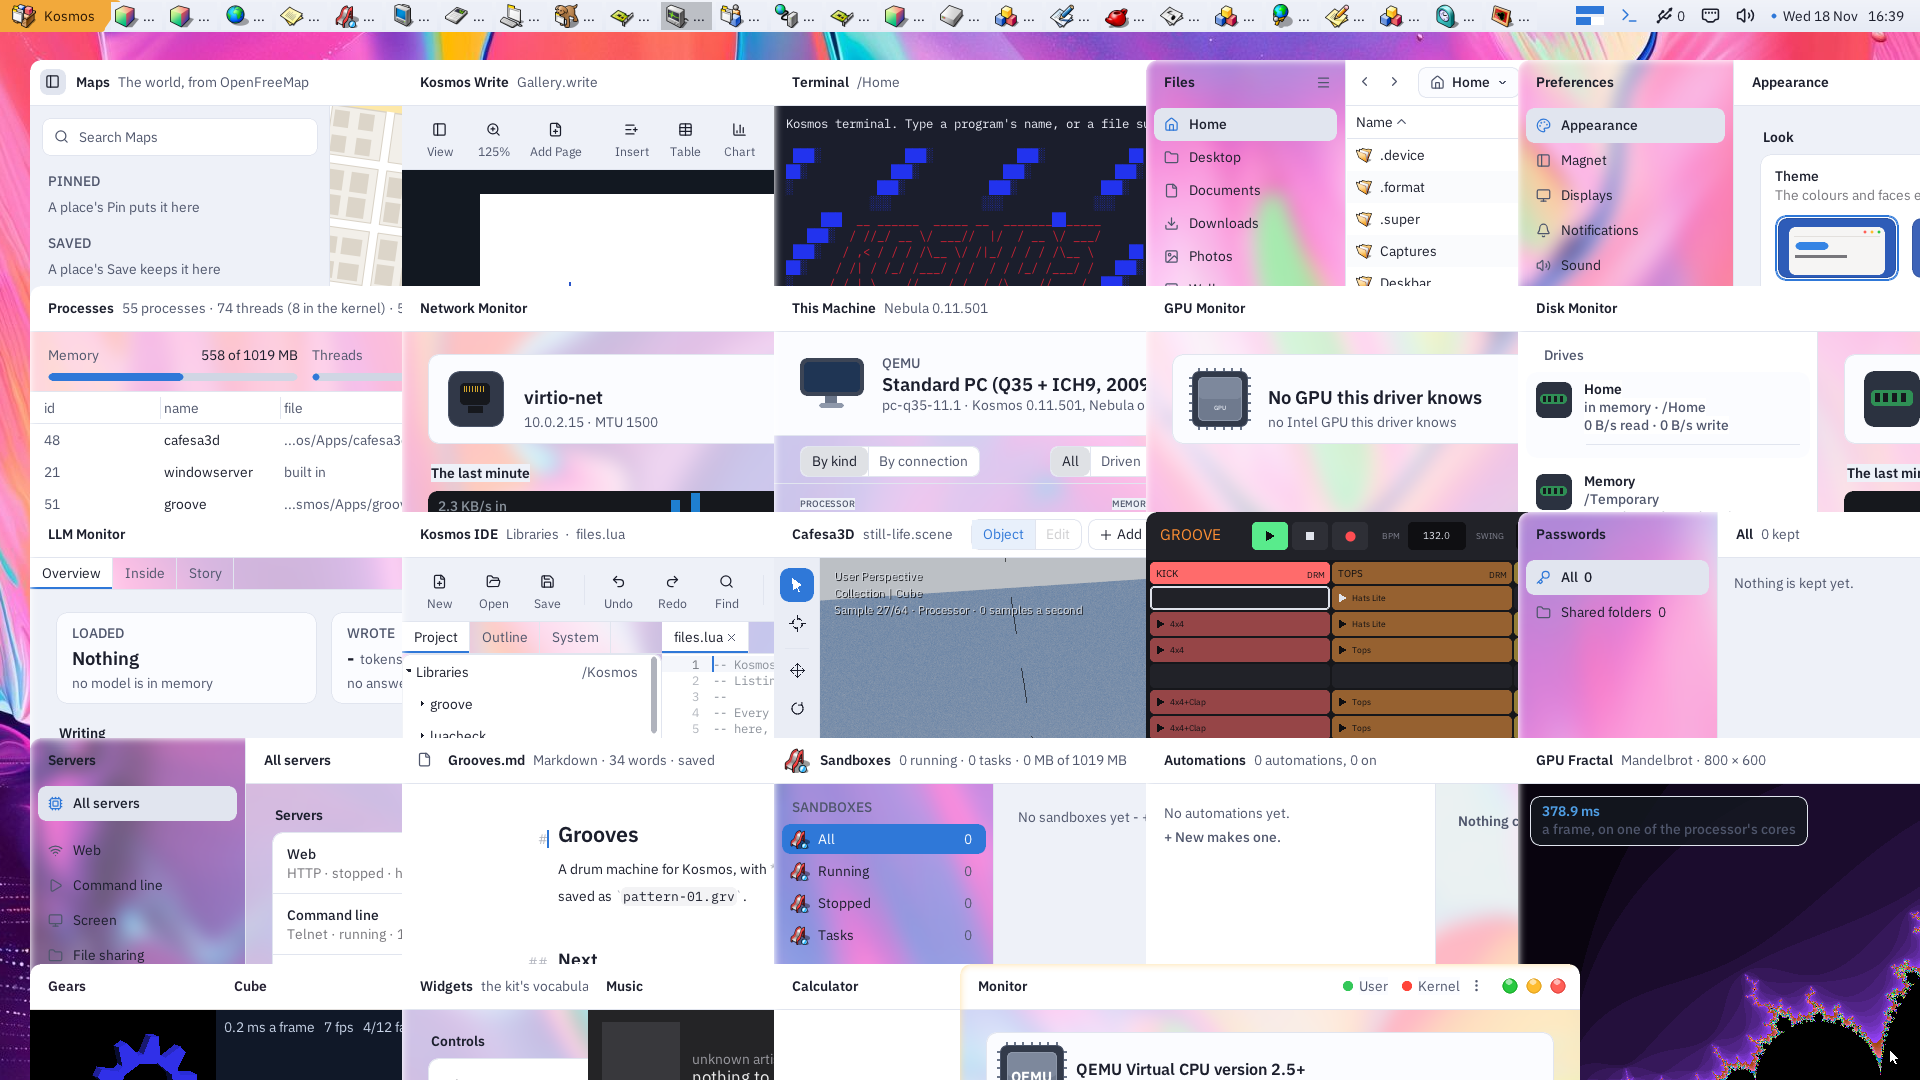 Kosmos
0 Wed 18 Nov 16:39
Maps The world, from OpenFreeMap
Search Maps
PINNED
A place's Pin puts it here
SAVED
A place's Save keeps it here
Kosmos Write Gallery.write
View 125% Add Page Insert Table Chart
Terminal /Home
Kosmos terminal. Type a program's name, or a file
Files
Home
Desktop
Documents
Downloads
Photos
Home
Name
.device
.format
.super
Captures
Deskbar
Preferences
Appearance
Magnet
Displays
Notifications
Sound
Appearance
Look
Theme
The colours and faces
Processes 55 processes · 74 threads (8 in the kernel) ·
Memory 558 of 1019 MB Threads
id name file
48 cafesa3d ...os/Apps/cafesa3
21 windowserver built in
51 groove ...smos/Apps/groov
Network Monitor
virtio-net
10.0.2.15 · MTU 1500
The last minute
2.3 KB/s in
This Machine Nebula 0.11.501
QEMU
Standard PC (Q35 + ICH9, 2009
pc-q35-11.1 · Kosmos 0.11.501, Nebula o
By kind By connection All Driven
PROCESSOR MEMOR
GPU Monitor
GPU
No GPU this driver knows
no Intel GPU this driver knows
Disk Monitor
Drives
Home
in memory · /Home
0 B/s read · 0 B/s write
Memory
/Temporary
The last mi
LLM Monitor
Overview Inside Story
LOADED
Nothing
no model is in memory
WROTE
- tokens
no answe
Writing
Kosmos IDE Libraries · files.lua
New Open Save Undo Redo Find
Project Outline System
Libraries /Kosmos
groove
luacheck
files.lua
1 -- Kosmos
2 -- Listin
3 --
4 -- Every
5 -- here,
Cafesa3D still-life.scene Object Edit + Add
User Perspective
Collection | Cube
Sample 27/64 · Processor · 0 samples a second
GROOVE BPM 132.0 SWING
KICK DRM TOPS DRM
Hats Lite
4x4 Hats Lite
4x4 Tops
4x4+Clap Tops
4x4+Clap Tops
Passwords
All 0
Shared folders 0
All 0 kept
Nothing is kept yet.
Servers
All servers
Web
Command line
Screen
File sharing
All servers
Servers
Web
HTTP · stopped · h
Command line
Telnet · running · 1
Grooves.md Markdown · 34 words · saved
# Grooves
A drum machine for Kosmos, with
saved as `pattern-01.grv`.
## Next
Sandboxes 0 running · 0 tasks · 0 MB of 1019 MB
SANDBOXES
All 0
Running 0
Stopped 0
Tasks 0
No sandboxes yet - +
Automations 0 automations, 0 on
No automations yet.
+ New makes one.
Nothing
GPU Fractal Mandelbrot · 800 × 600
378.9 ms
a frame, on one of the processor's cores
Gears
Cube
0.2 ms a frame 7 fps 4/12 fa
Widgets the kit's vocabula
Controls
Music
unknown arti
nothing to
Calculator
Monitor User Kernel
QEMU
QEMU Virtual CPU version 2.5+